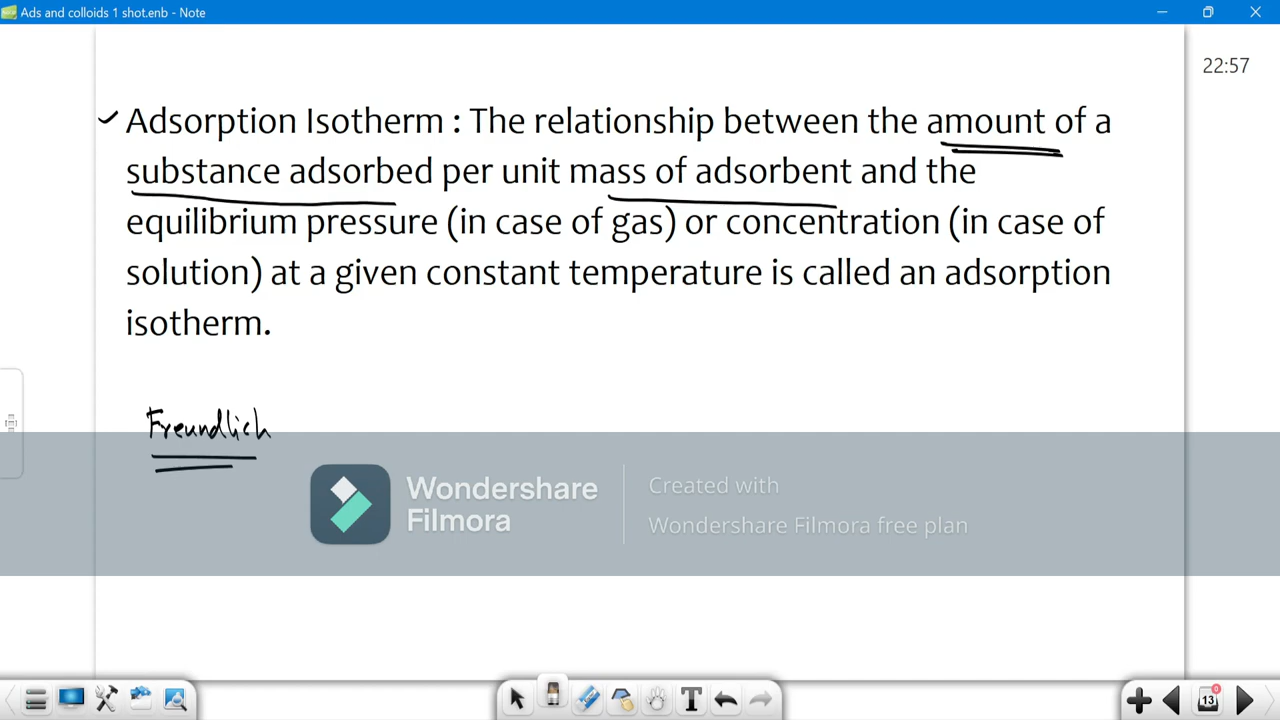 Ads and colloids 1 shot.enb - Note
22:57
Adsorption Isotherm : The relationship between the amount of a
substance adsorbed per unit mass of adsorbent and the
equilibrium pressure (in case of gas) or concentration (in case of
solution) at a given constant temperature is called an adsorption
isotherm.
Freundlich
Wondershare
Filmora
Created with
Wondershare Filmora free plan
T
13
0